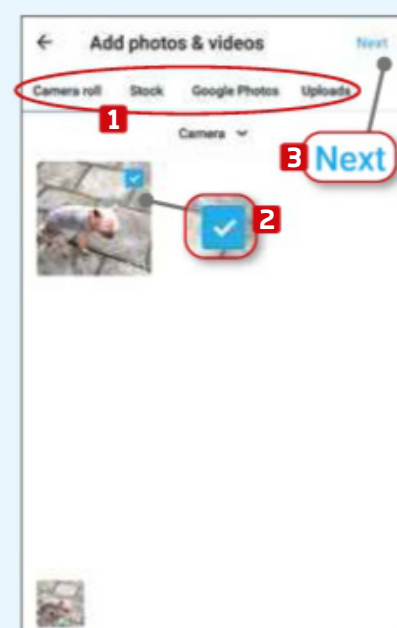 ← Add photos & videos Next
Camera roll Stock Google Photos Uploads
1
Camera
3 Next
2